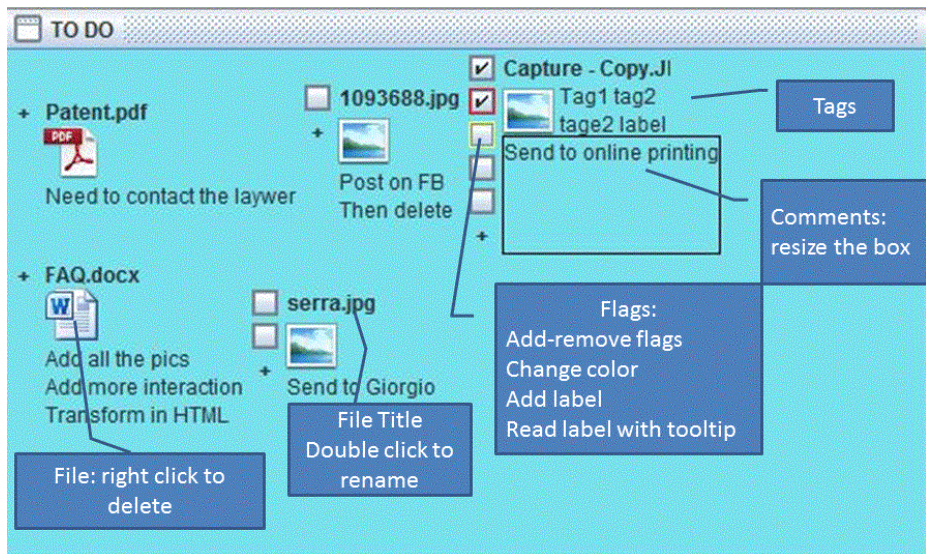 TO DO
+ Patent.pdf
PDF
Need to contact the laywer
1093688.jpg
+
Post on FB
Then delete
Capture - Copy.JI
Tag1 tag2
tage2 label
Send to online printing
+
Tags
Comments:
resize the box
+ FAQ.docx
W
Add all the pics
Add more interaction
Transform in HTML
serra.jpg
+
Send to Giorgio
Flags:
Add-remove flags
Change color
Add label
Read label with tooltip
File Title
Double click to
rename
File: right click to
delete